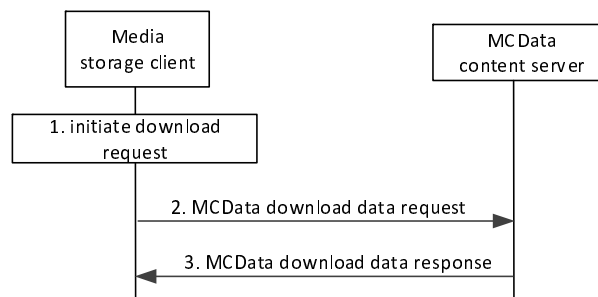 Media
storage client
MCData
content server
1. initiate download
request
2. MCData download data request
3. MCData download data response